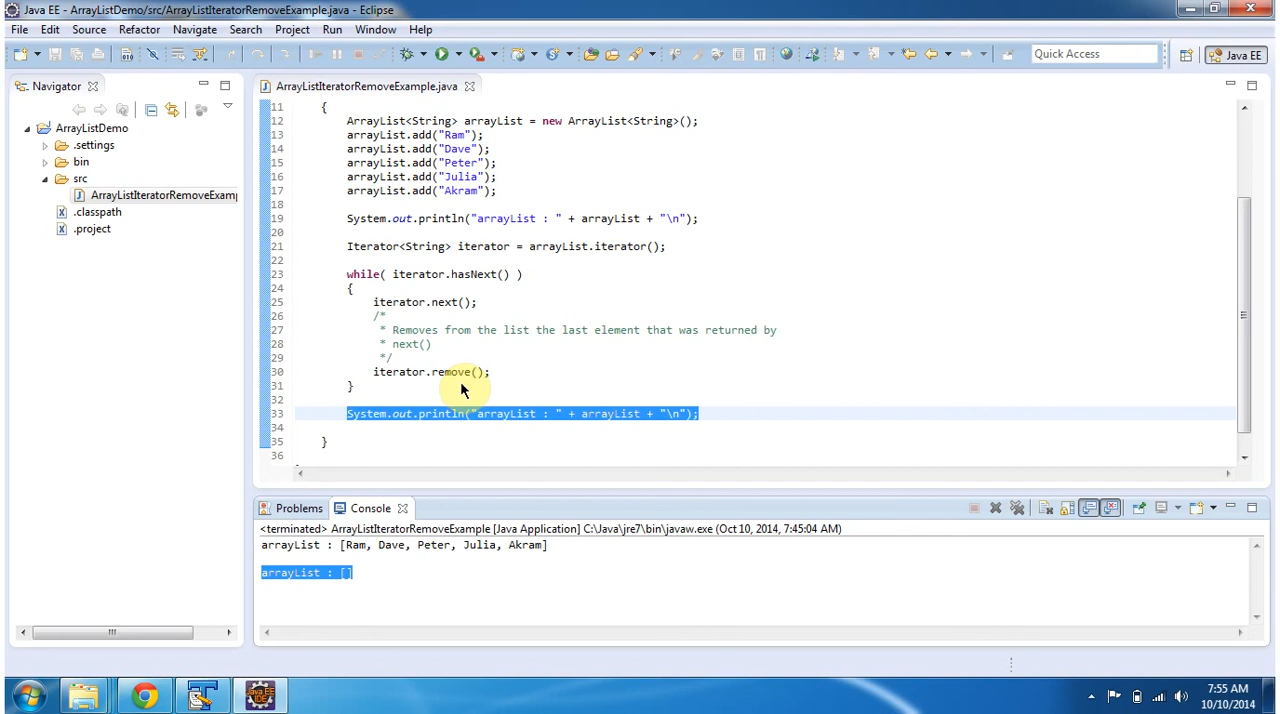 Java EE - ArrayListDemo/src/ArrayListIteratorRemoveExample.java - Eclipse
File Edit Source Refactor Navigate Search Project Run Window Help
Quick Access
Java EE
Navigator
ArrayListDemo
.settings
bin
src
ArrayListIteratorRemoveExamp
.classpath
.project
ArrayListIteratorRemoveExample.java
11 {
12 ArrayList<String> arrayList = new ArrayList<String>();
13 arrayList.add("Ram");
14 arrayList.add("Dave");
15 arrayList.add("Peter");
16 arrayList.add("Julia");
17 arrayList.add("Akram");
18
19 System.out.println("arrayList : " + arrayList + "\n");
20
21 Iterator<String> iterator = arrayList.iterator();
22
23 while( iterator.hasNext() )
24 {
25 iterator.next();
26 /*
27 * Removes from the list the last element that was returned by
28 * next()
29 */
30 iterator.remove();
31 }
32
33 System.out.println("arrayList : " + arrayList + "\n");
34
35 }
36
Problems Console
<terminated> ArrayListIteratorRemoveExample [Java Application] C:\Java\jre7\bin\javaw.exe (Oct 10, 2014, 7:45:04 AM)
arrayList : [Ram, Dave, Peter, Julia, Akram]
arrayList : []
Java EE
IDE
7:55 AM
10/10/2014